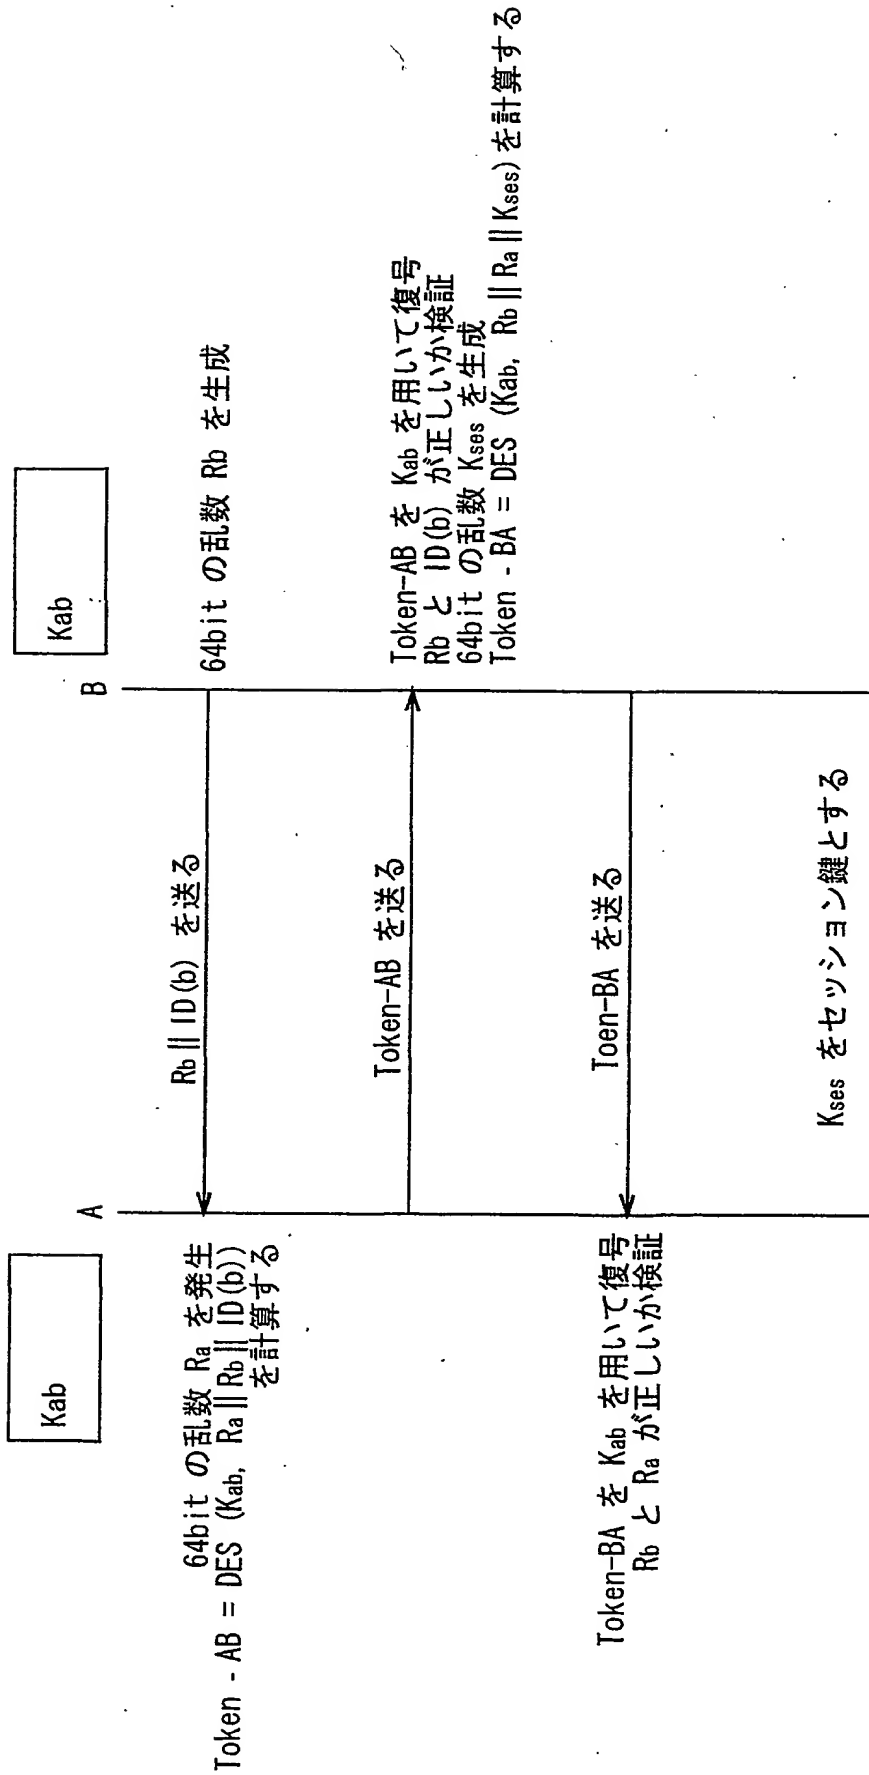 Kab
Kab
A
B
64bit の乱数 Rb を生成
Rb || ID(b) を送る
64bit の乱数 Ra を発生
Token - AB = DES (Kab, Ra || Rb || ID(b))
を計算する
Token-AB を送る
Token-AB を Kab を用いて復号
Rb と ID(b) が正しいか検証
64bit の乱数 Kses を生成
Token - BA = DES (Kab, Rb || Ra || Kses) を計算する
Toen-BA を送る
Token-BA を Kab を用いて復号
Rb と Ra が正しいか検証
Kses をセッション鍵とする